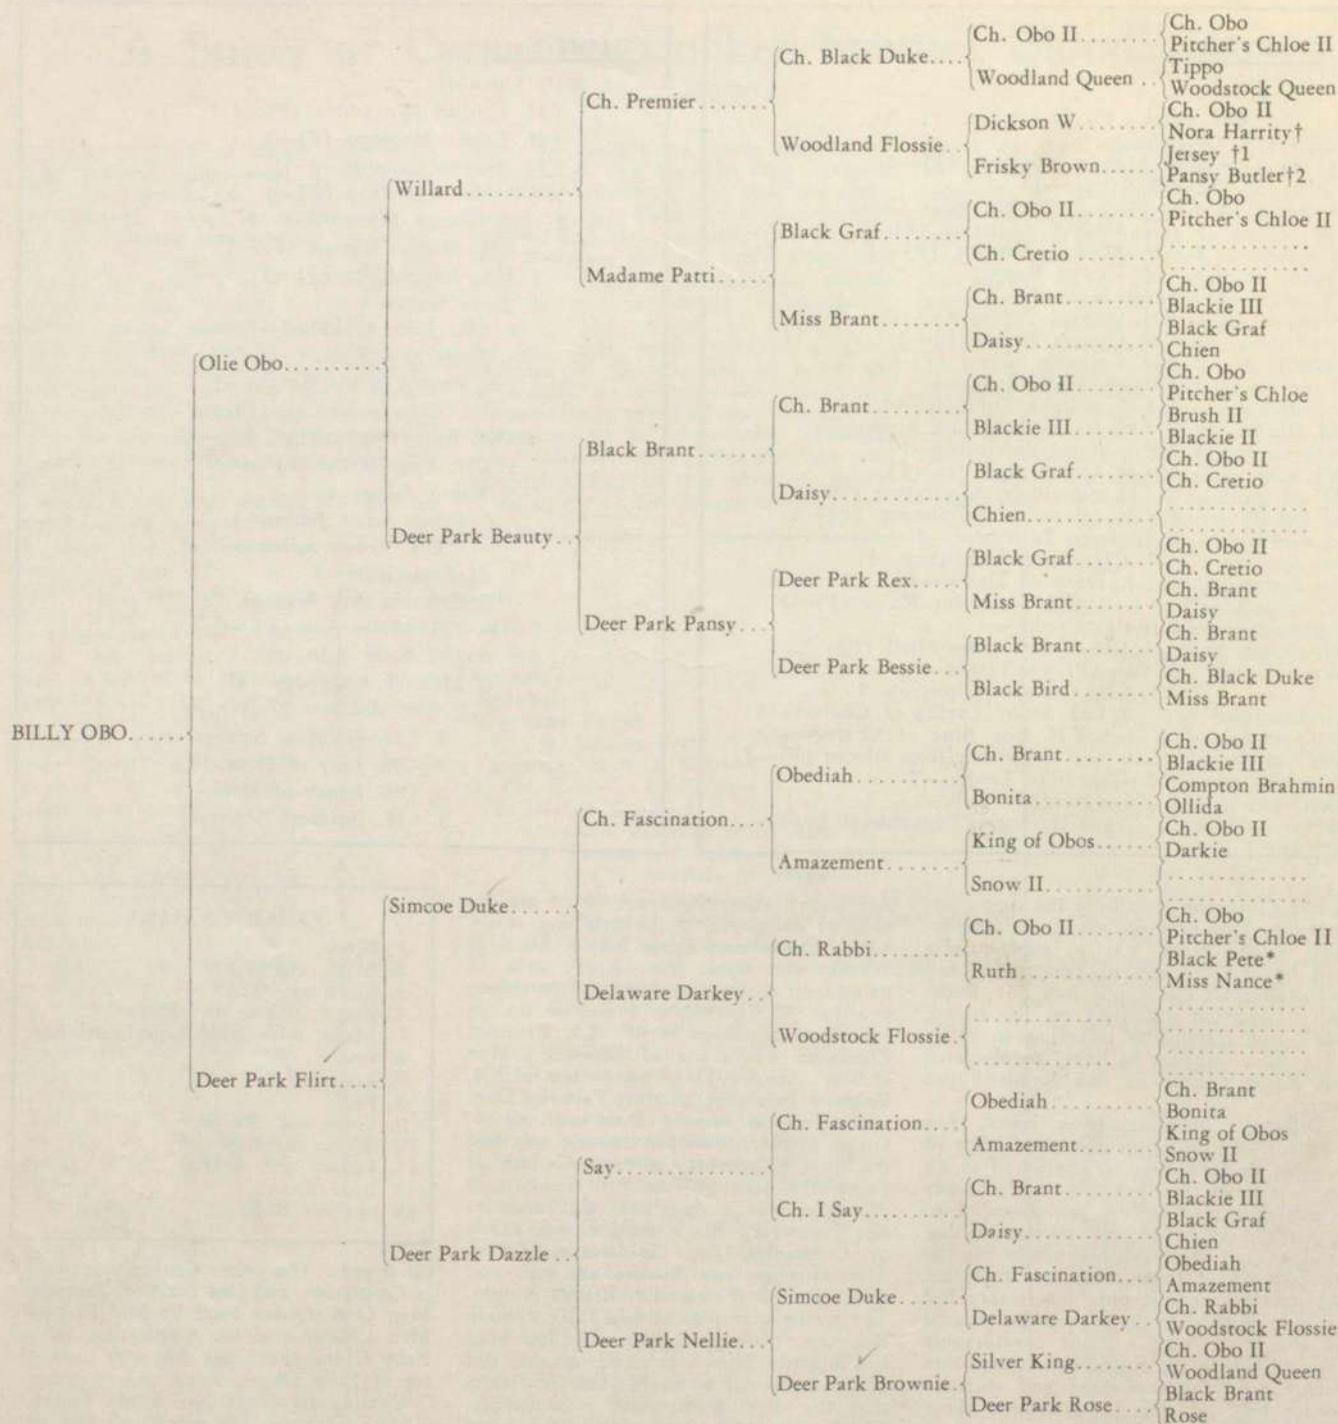 Ch. Obo
Ch. Obo II........
Pitcher's Chloe II
Ch. Black Duke....
Tippo
Woodland Queen ..
Woodstock Queen
Ch. Premier.......
Ch. Obo II
Dickson W.......
Nora Harrity†
Woodland Flossie..
Jersey †1
Frisky Brown......
Pansy Butler†2
Willard...........
Ch. Obo
Ch. Obo II........
Pitcher's Chloe II
Black Graf........
Ch. Cretio ........
Madame Patti.....
Ch. Obo II
Ch. Brant.........
Blackie III
Miss Brant........
Black Graf
Daisy.............
Chien
Olie Obo..........
Ch. Obo
Ch. Obo II........
Pitcher's Chloe
Ch. Brant.........
Brush II
Blackie III........
Blackie II
Black Brant.......
Ch. Obo II
Black Graf........
Ch. Cretio
Daisy.............
Chien.............
Deer Park Beauty..
Ch. Obo II
Black Graf........
Ch. Cretio
Deer Park Rex.....
Ch. Brant
Miss Brant........
Daisy
Deer Park Pansy...
Ch. Brant
Black Brant.......
Daisy
Deer Park Bessie...
Ch. Black Duke
Black Bird........
Miss Brant
BILLY OBO......
Ch. Obo II
Ch. Brant.........
Blackie III
Obediah..........
Compton Brahmin
Bonita............
Ollida
Ch. Fascination....
Ch. Obo II
King of Obos......
Darkie
Amazement.......
Snow II...........
Simcoe Duke......
Ch. Obo
Ch. Obo II........
Pitcher's Chloe II
Ch. Rabbi.........
Black Pete*
Ruth.............
Miss Nance*
Delaware Darkey..
Woodstock Flossie.
Deer Park Flirt....
Ch. Brant
Obediah..........
Bonita
Ch. Fascination....
King of Obos
Amazement.......
Snow II
Say...............
Ch. Obo II
Ch. Brant.........
Blackie III
Ch. I Say..........
Black Graf
Daisy.............
Chien
Deer Park Dazzle ..
Obediah
Ch. Fascination....
Amazement
Simcoe Duke......
Ch. Rabbi
Delaware Darkey..
Woodstock Flossie
Deer Park Nellie...
Ch. Obo II
Silver King........
Woodland Queen
Deer Park Brownie.
Black Brant
Deer Park Rose....
Rose